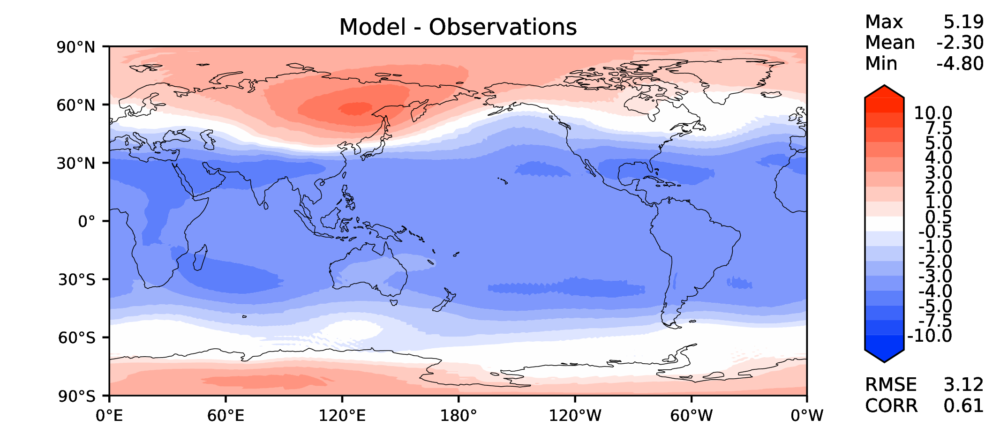 Model - Observations
Max 5.19
Mean -2.30
Min -4.80
90°N
60°N
30°N
0°
30°S
60°S
90°S
0°E 60°E 120°E 180° 120°W 60°W 0°W
10.0
7.5
5.0
4.0
3.0
2.0
1.0
0.5
-0.5
-1.0
-2.0
-3.0
-4.0
-5.0
-7.5
-10.0
RMSE 3.12
CORR 0.61